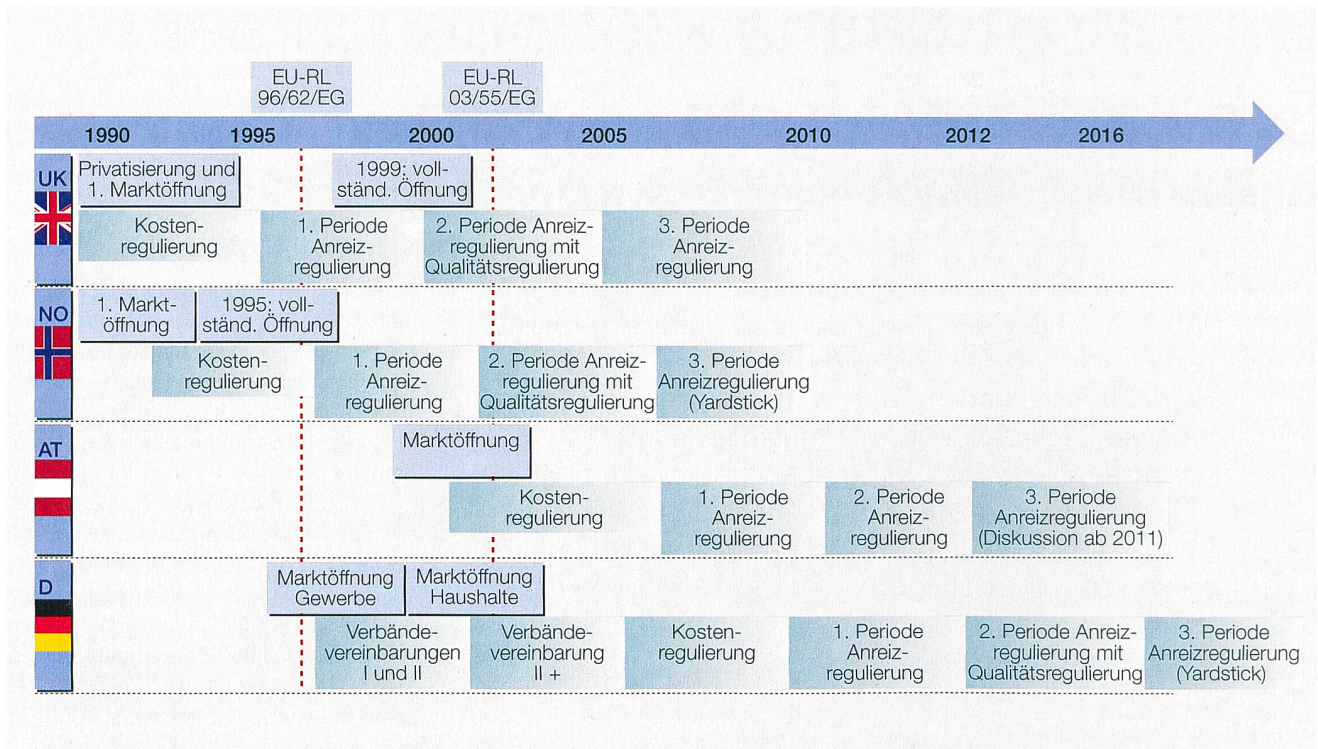 EU-RL
96/62/EG
EU-RL
03/55/EG
1990
1995
2000
2005
2010
2012
2016
UK
Privatisierung und
1. Marktöffnung
1999: voll-
ständ. Öffnung
Kosten-
regulierung
1. Periode
Anreiz-
regulierung
2. Periode Anreiz-
regulierung mit
Qualitätsregulierung
3. Periode
Anreiz-
regulierung
NO
1. Markt-
öffnung
1995: voll-
ständ. Öffnung
Kosten-
regulierung
1. Periode
Anreiz-
regulierung
2. Periode Anreiz-
regulierung mit
Qualitätsregulierung
3. Periode
Anreizregulierung
(Yardstick)
AT
Marktöffnung
Kosten-
regulierung
1. Periode
Anreiz-
regulierung
2. Periode
Anreiz-
regulierung
3. Periode
Anreizregulierung
(Diskussion ab 2011)
D
Marktöffnung
Gewerbe
Marktöffnung
Haushalte
Verbände-
vereinbarungen
I und II
Verbände-
vereinbarung
II +
Kosten-
regulierung
1. Periode
Anreiz-
regulierung
2. Periode Anreiz-
regulierung mit
Qualitätsregulierung
3. Periode
Anreizregulierung
(Yardstick)